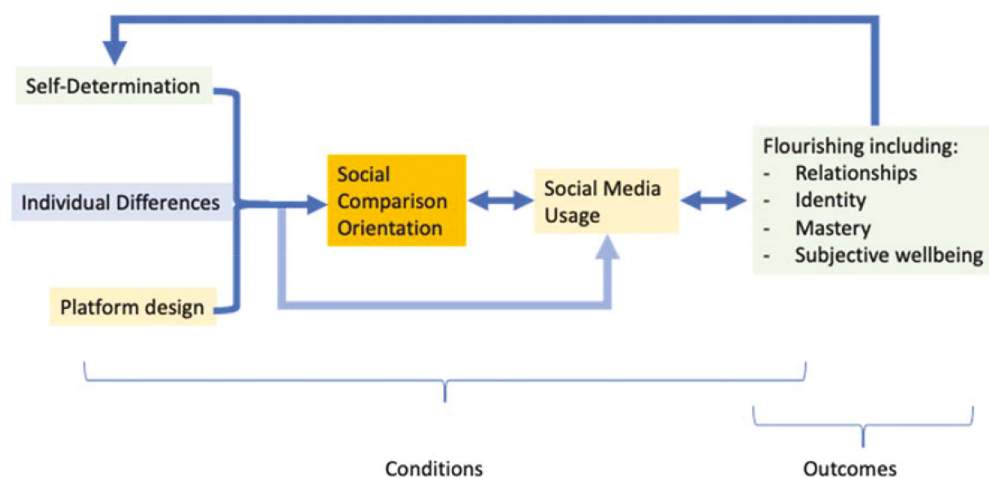 Self-Determination
Individual Differences
Platform design
Social
Comparison
Orientation
Social Media
Usage
Flourishing including:
- Relationships
- Identity
- Mastery
- Subjective wellbeing
Conditions
Outcomes